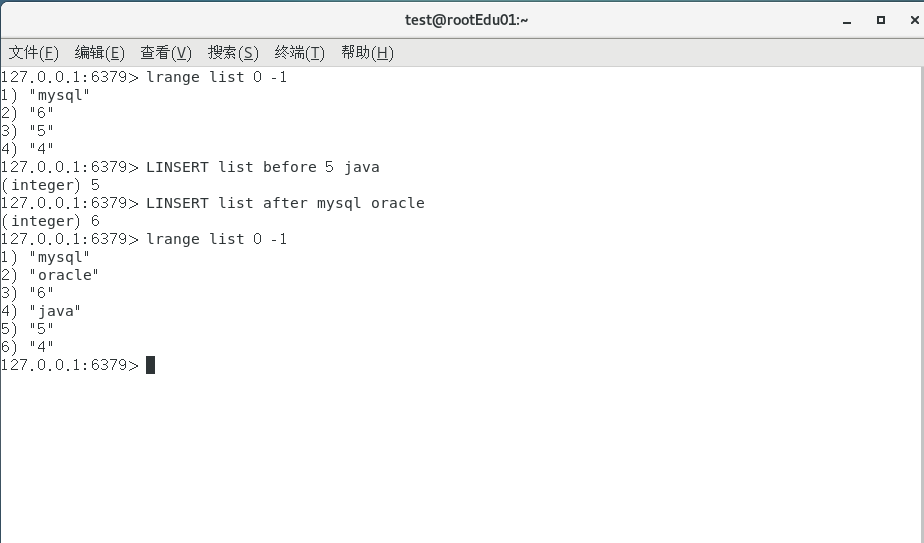 test@rootEdu01:~
文件(F) 编辑(E) 查看(V) 搜索(S) 终端(T) 帮助(H)
127.0.0.1:6379> lrange list 0 -1
1) "mysql"
2) "6"
3) "5"
4) "4"
127.0.0.1:6379> LINSERT list before 5 java
(integer) 5
127.0.0.1:6379> LINSERT list after mysql oracle
(integer) 6
127.0.0.1:6379> lrange list 0 -1
1) "mysql"
2) "oracle"
3) "6"
4) "java"
5) "5"
6) "4"
127.0.0.1:6379>